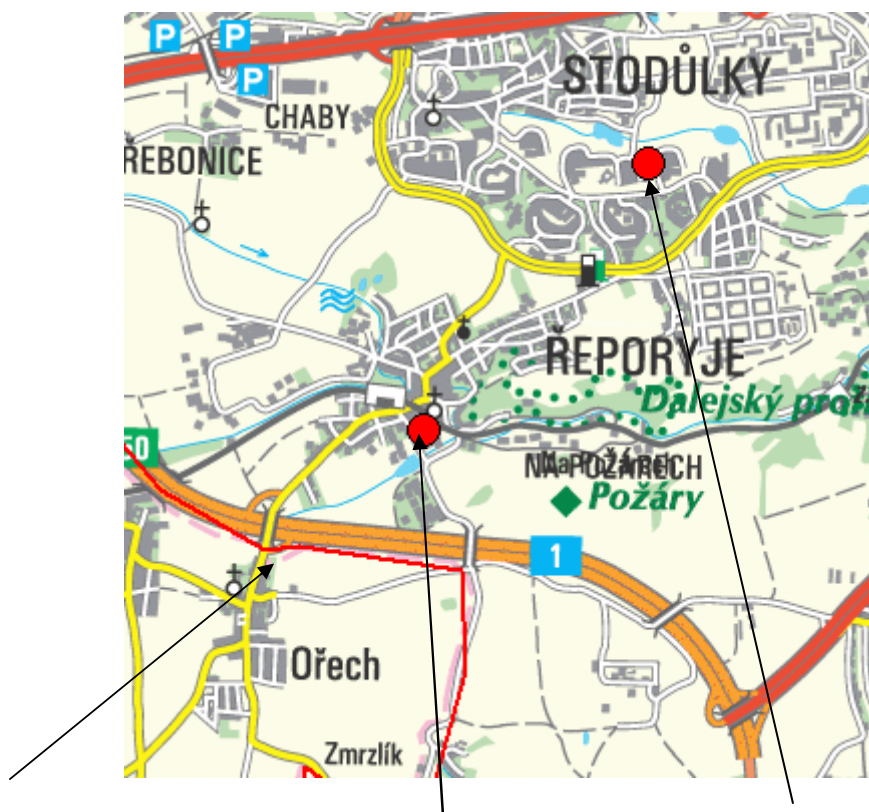 P
P
P
STODŮLKY
CHABY
ŘEBONICE
ŘEPORYJE
Dalejský pro
50
NA POŽÁRECH
Požáry
1
Ořech
Zmrzlík